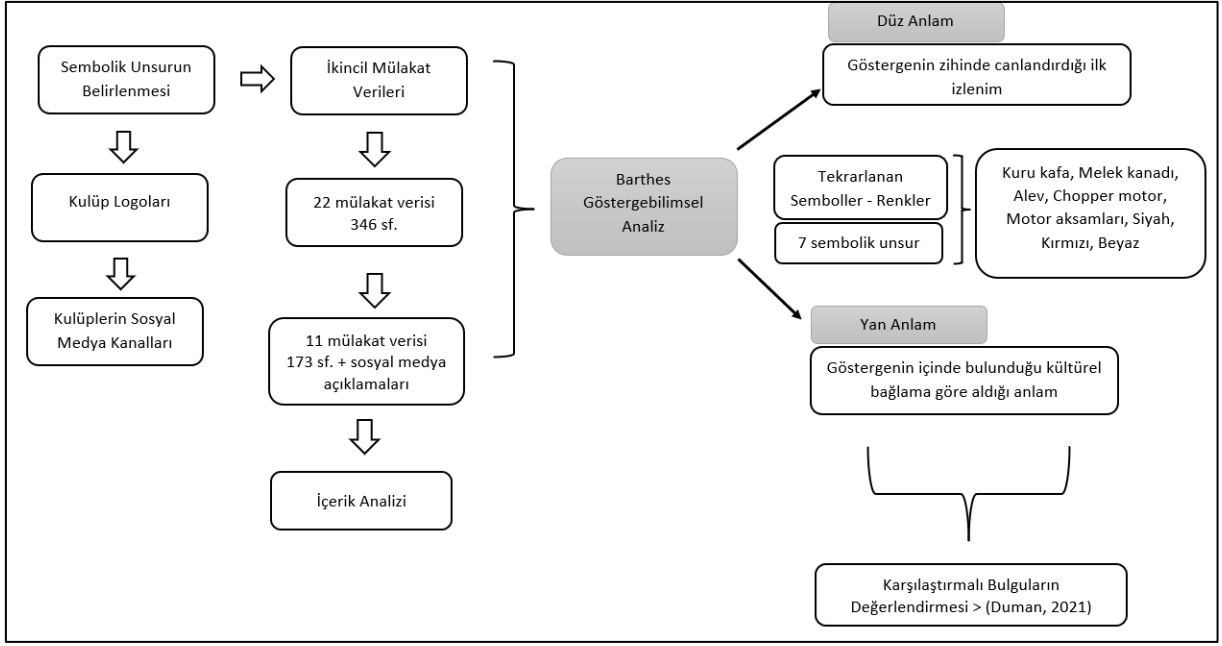 Sembolik Unsurun
Belirlenmesi
Kulüp Logoları
Kulüplerin Sosyal
Medya Kanalları
İkincil Mülakat
Verileri
22 mülakat verisi
346 sf.
11 mülakat verisi
173 sf. + sosyal medya
açıklamaları
İçerik Analizi
Barthes
Göstergebilimsel
Analiz
Düz Anlam
Göstergenin zihinde canlandırdığı ilk
izlenim
Tekrarlanan
Semboller - Renkler
7 sembolik unsur
Kuru kafa, Melek kanadı,
Alev, Chopper motor,
Motor aksamları, Siyah,
Kırmızı, Beyaz
Yan Anlam
Göstergenin içinde bulunduğu kültürel
bağlama göre aldığı anlam
Karşılaştırmalı Bulguların
Değerlendirmesi > (Duman, 2021)